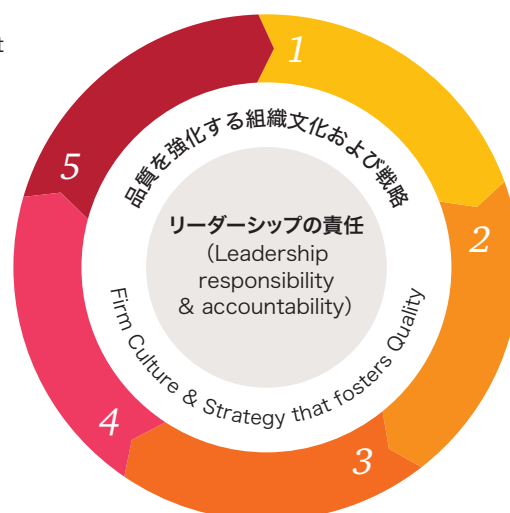 t
1
2
3
4
5
品質を強化する組織文化および戦略
リーダーシップの責任
(Leadership
responsibility
& accountability)
Firm Culture & Strategy that fosters Quality